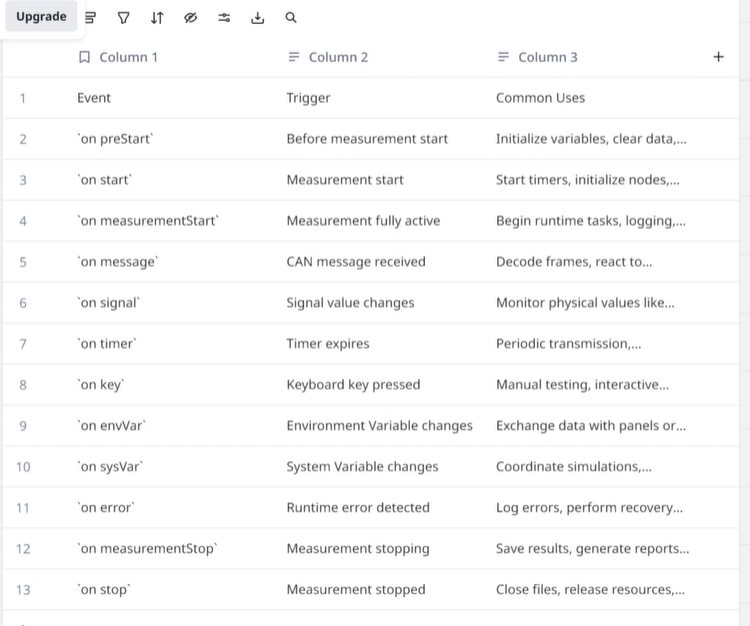 Upgrade
Column 1 Column 2 Column 3
1 Event Trigger Common Uses
2 `on preStart` Before measurement start Initialize variables, clear data,...
3 `on start` Measurement start Start timers, initialize nodes,...
4 `on measurementStart` Measurement fully active Begin runtime tasks, logging,...
5 `on message` CAN message received Decode frames, react to...
6 `on signal` Signal value changes Monitor physical values like...
7 `on timer` Timer expires Periodic transmission,...
8 `on key` Keyboard key pressed Manual testing, interactive...
9 `on envVar` Environment Variable changes Exchange data with panels or...
10 `on sysVar` System Variable changes Coordinate simulations,...
11 `on error` Runtime error detected Log errors, perform recovery...
12 `on measurementStop` Measurement stopping Save results, generate reports...
13 `on stop` Measurement stopped Close files, release resources,...